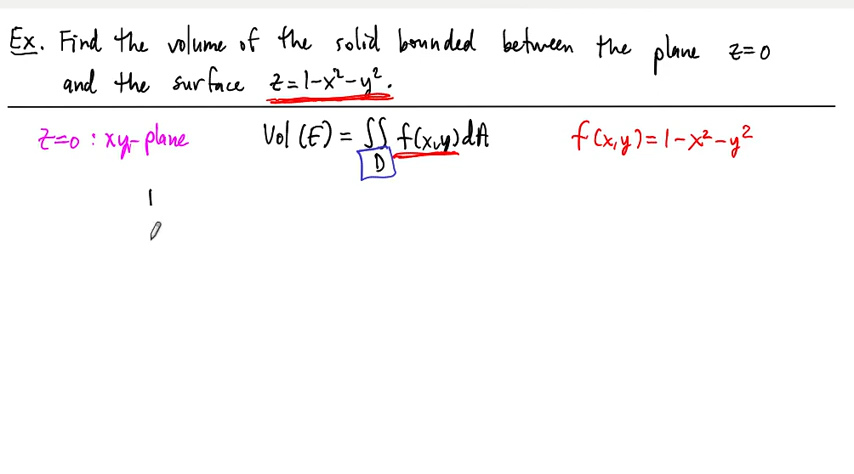 Ex. Find the volume of the solid bounded between the plane z=0
and the surface z=1-x²-y².
z=0 : xy-plane Vol (E) = ∬_D f(x,y) dA f(x,y)=1-x²-y²
1